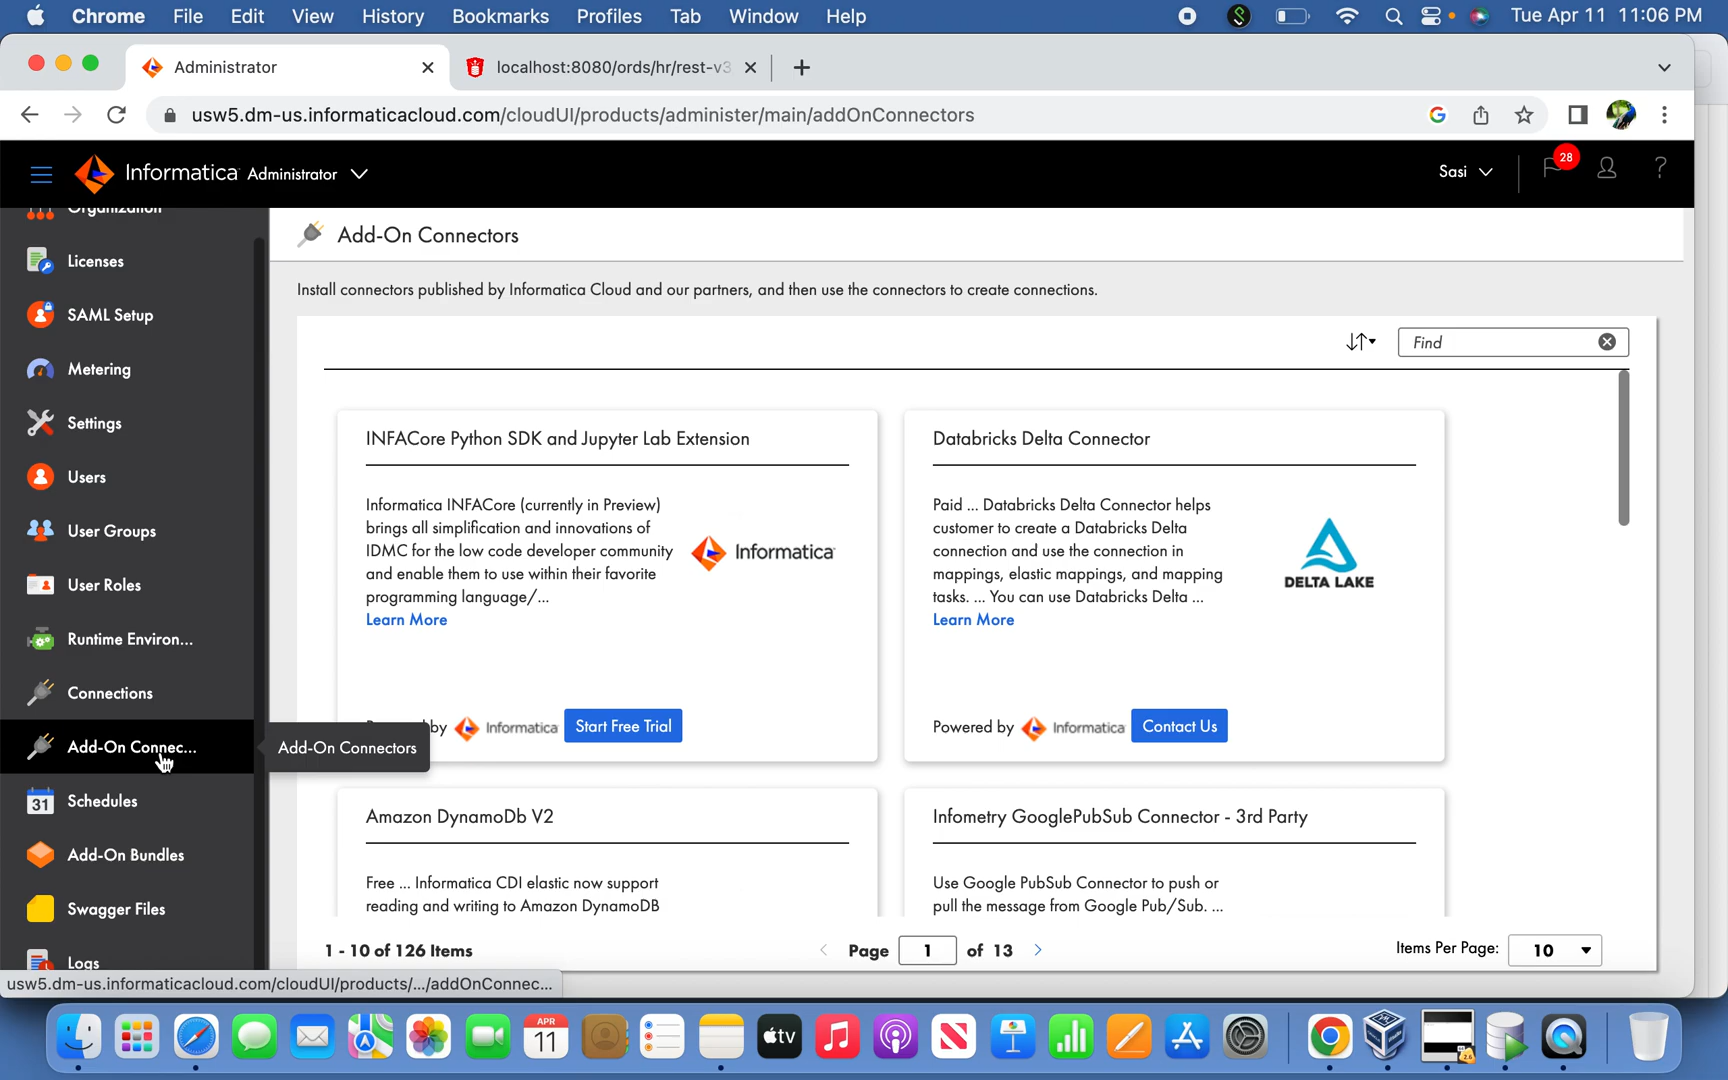 Chrome File Edit View History Bookmarks Profiles Tab Window Help Tue Apr 11 11:06 PM
Administrator localhost:8080/ords/hr/rest-v3
usw5.dm-us.informaticacloud.com/cloudUI/products/administer/main/addOnConnectors
Informatica Administrator Sasi 28 ?
Organization
Licenses
SAML Setup
Metering
Settings
Users
User Groups
User Roles
Runtime Environ...
Connections
Add-On Connec...
Add-On Connectors
Schedules
31
Add-On Bundles
Swagger Files
Logs
Add-On Connectors
Install connectors published by Informatica Cloud and our partners, and then use the connectors to create connections.
Find
INFACore Python SDK and Jupyter Lab Extension
Informatica INFACore (currently in Preview)
brings all simplification and innovations of
IDMC for the low code developer community
and enable them to use within their favorite
programming language/...
Learn More
Informatica
by Informatica Start Free Trial
Databricks Delta Connector
Paid ... Databricks Delta Connector helps
customer to create a Databricks Delta
connection and use the connection in
mappings, elastic mappings, and mapping
tasks. ... You can use Databricks Delta ...
Learn More
DELTA LAKE
Powered by Informatica Contact Us
Amazon DynamoDb V2
Free ... Informatica CDI elastic now support
reading and writing to Amazon DynamoDB
Infometry GooglePubSub Connector - 3rd Party
Use Google PubSub Connector to push or
pull the message from Google Pub/Sub. ...
1 - 10 of 126 Items Page 1 of 13 Items Per Page: 10
usw5.dm-us.informaticacloud.com/cloudUI/products/.../addOnConnec...
APR
11
tv